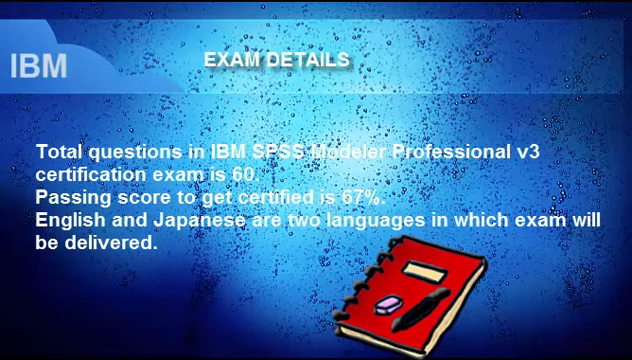 IBM
EXAM DETAILS
Total questions in IBM SPSS Modeler Professional v3
certification exam is 60.
Passing score to get certified is 67%.
English and Japanese are two languages in which exam will
be delivered.